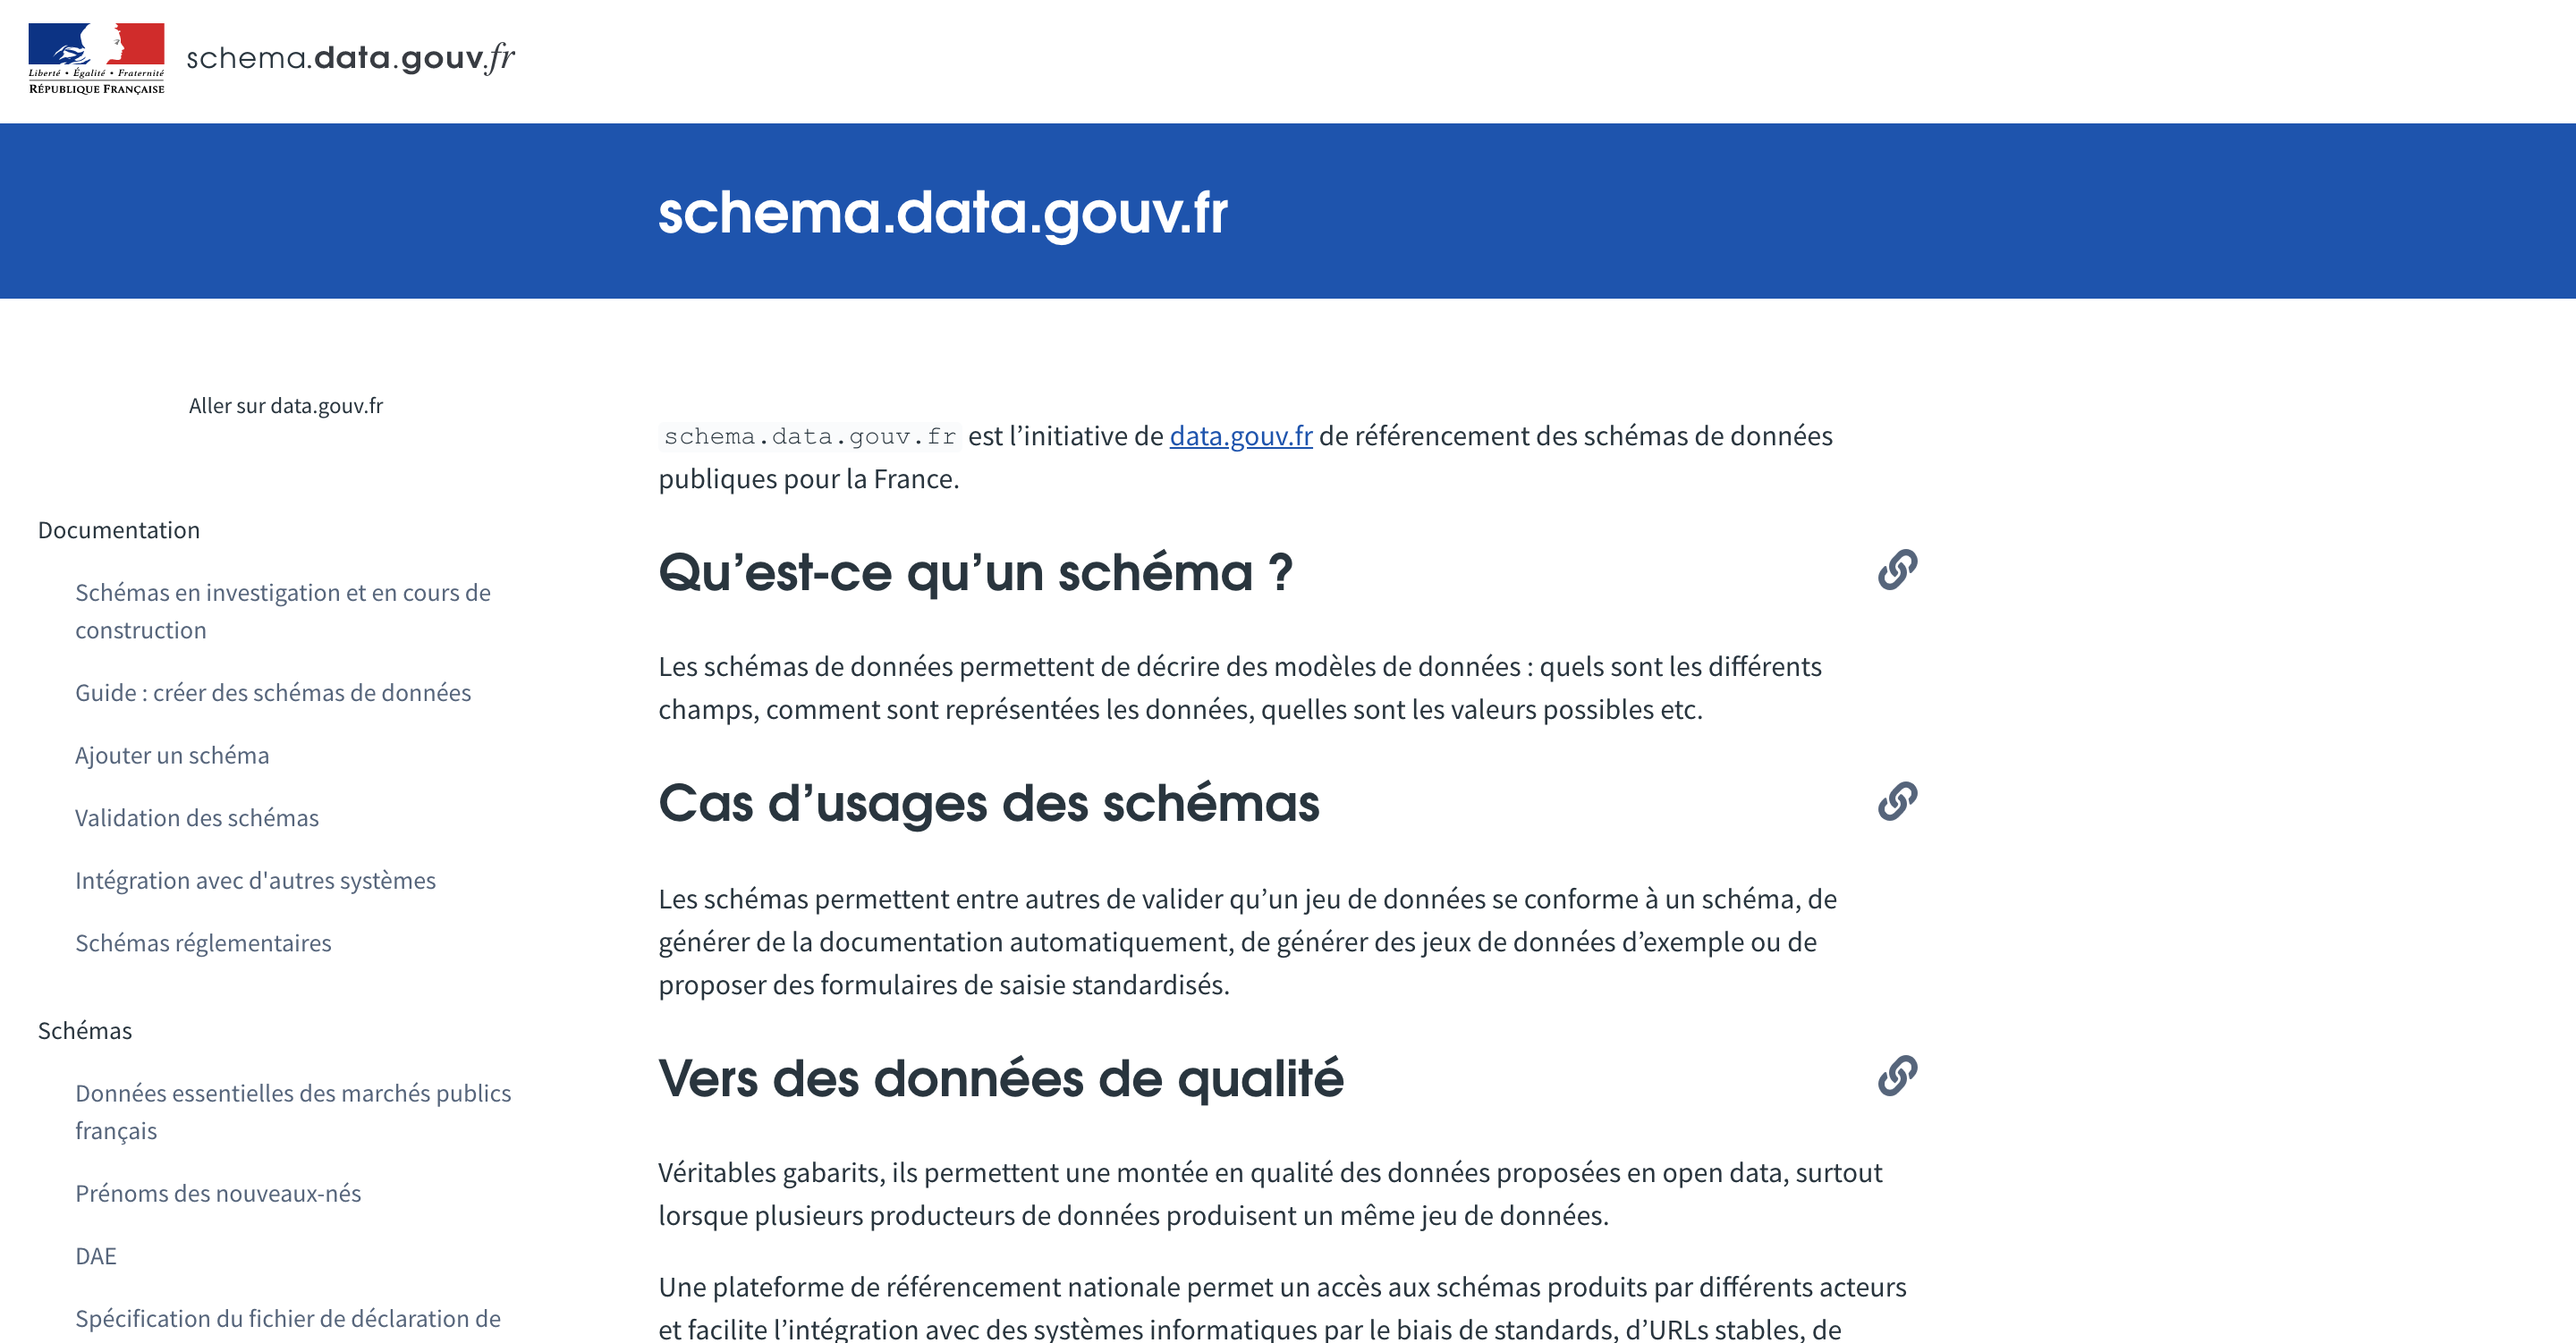 Liberté • Égalité • Fraternité
RÉPUBLIQUE FRANÇAISE
schema.data.gouv.fr
schema.data.gouv.fr
Aller sur data.gouv.fr
Documentation
Schémas en investigation et en cours de
construction
Guide : créer des schémas de données
Ajouter un schéma
Validation des schémas
Intégration avec d'autres systèmes
Schémas réglementaires
Schémas
Données essentielles des marchés publics
français
Prénoms des nouveaux-nés
DAE
Spécification du fichier de déclaration de
schema.data.gouv.fr est l’initiative de data.gouv.fr de référencement des schémas de données
publiques pour la France.
Qu’est-ce qu’un schéma ?
Les schémas de données permettent de décrire des modèles de données : quels sont les différents
champs, comment sont représentées les données, quelles sont les valeurs possibles etc.
Cas d’usages des schémas
Les schémas permettent entre autres de valider qu’un jeu de données se conforme à un schéma, de
générer de la documentation automatiquement, de générer des jeux de données d’exemple ou de
proposer des formulaires de saisie standardisés.
Vers des données de qualité
Véritables gabarits, ils permettent une montée en qualité des données proposées en open data, surtout
lorsque plusieurs producteurs de données produisent un même jeu de données.
Une plateforme de référencement nationale permet un accès aux schémas produits par différents acteurs
et facilite l’intégration avec des systèmes informatiques par le biais de standards, d’URLs stables, de